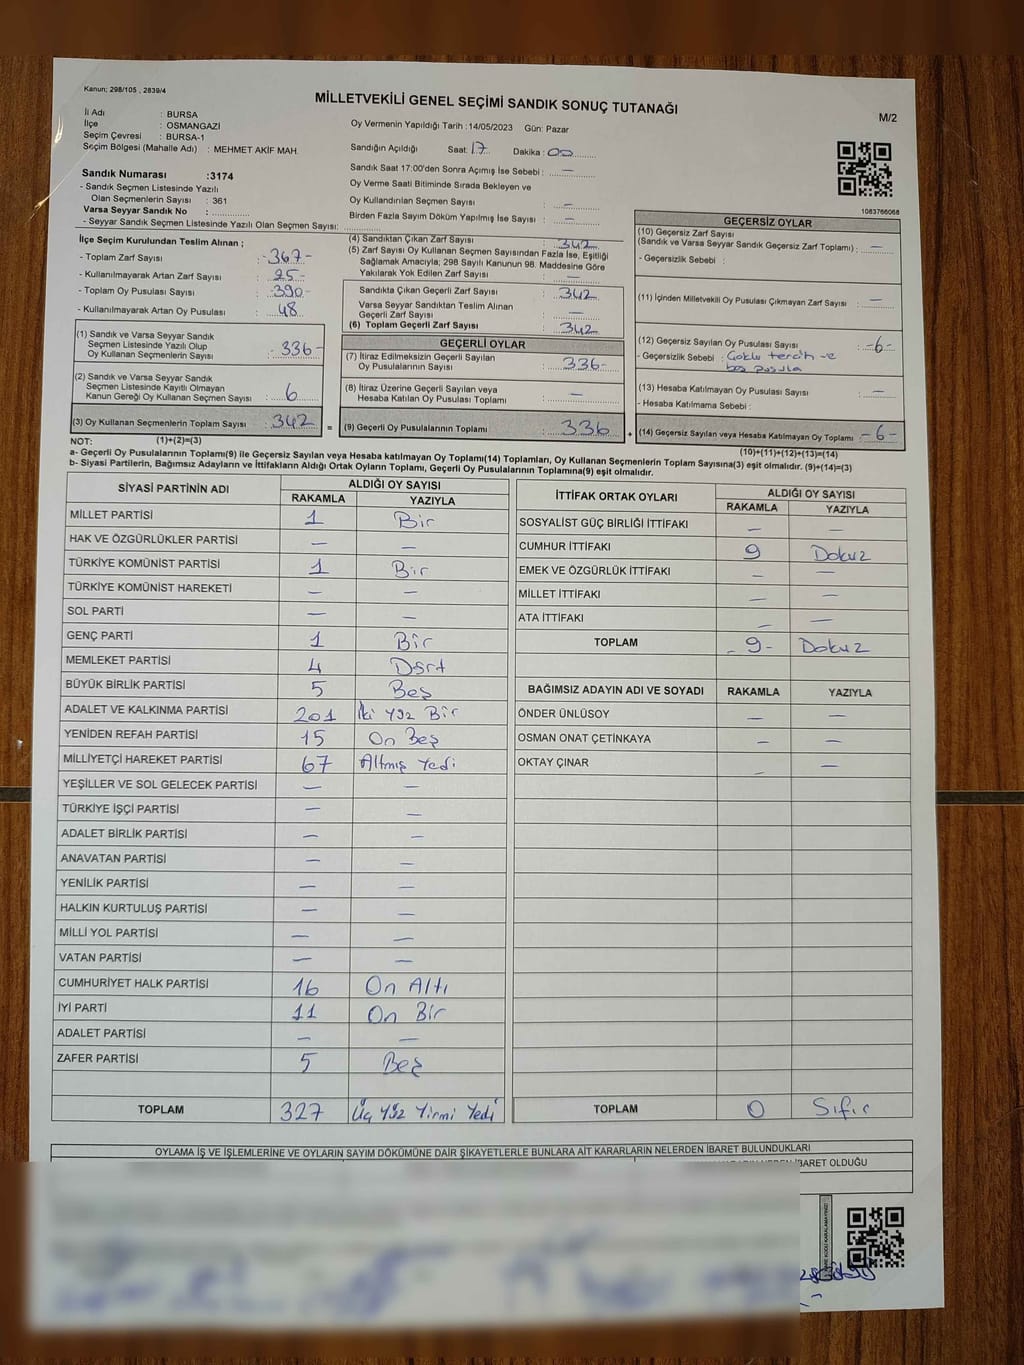 Kanun; 298/105 , 2839/4
MİLLETVEKİLİ GENEL SEÇİMİ SANDIK SONUÇ TUTANAĞI
M/2
İl Adı : BURSA
İlçe : OSMANGAZİ
Seçim Çevresi : BURSA-1
Seçim Bölgesi (Mahalle Adı) : MEHMET AKİF MAH.
Oy Vermenin Yapıldığı Tarih : 14/05/2023 Gün: Pazar
Sandığın Açıldığı Saat: 17 Dakika : 00
Sandık Saat 17:00'den Sonra Açımış İse Sebebi : —
Oy Verme Saati Bitiminde Sırada Bekleyen ve
Oy Kullandırılan Seçmen Sayısı : —
Birden Fazla Sayım Döküm Yapılmış İse Sayısı : —
1083766068
Sandık Numarası :3174
- Sandık Seçmen Listesinde Yazılı
Olan Seçmenlerin Sayısı : 361
Varsa Seyyar Sandık No :
- Seyyar Sandık Seçmen Listesinde Yazılı Olan Seçmen Sayısı:
İlçe Seçim Kurulundan Teslim Alınan ;
- Toplam Zarf Sayısı : -367-
- Kullanılmayarak Artan Zarf Sayısı : 25-
- Toplam Oy Pusulası Sayısı : -390-
- Kullanılmayarak Artan Oy Pusulası : 48
(1) Sandık ve Varsa Seyyar Sandık
Seçmen Listesinde Yazılı Olup
Oy Kullanan Seçmenlerin Sayısı : - 336 -
(2) Sandık ve Varsa Seyyar Sandık
Seçmen Listesinde Kayıtlı Olmayan
Kanun Gereği Oy Kullanan Seçmen Sayısı : 6
(3) Oy Kullanan Seçmenlerin Toplam Sayısı : 342
(4) Sandıktan Çıkan Zarf Sayısı : 342
(5) Zarf Sayısı Oy Kullanan Seçmen Sayısından Fazla İse, Eşitliği
Sağlamak Amacıyla; 298 Sayılı Kanunun 98. Maddesine Göre
Yakılarak Yok Edilen Zarf Sayısı : —
Sandıkta Çıkan Geçerli Zarf Sayısı : 342
Varsa Seyyar Sandıktan Teslim Alınan
Geçerli Zarf Sayısı : —
(6) Toplam Geçerli Zarf Sayısı : 342
GEÇERLİ OYLAR
(7) İtiraz Edilmeksizin Geçerli Sayılan
Oy Pusulalarının Toplamı : 336-
(8) İtiraz Üzerine Geçerli Sayılan veya
Hesaba Katılan Oy Pusulası Toplamı : —
= (9) Geçerli Oy Pusulalarının Toplamı : 336
GEÇERSİZ OYLAR
(10) Geçersiz Zarf Sayısı
(Sandık ve Varsa Seyyar Sandık Geçersiz Zarf Toplamı) : —
- Geçersizlik Sebebi :
(11) İçinden Milletvekili Oy Pusulası Çıkmayan Zarf Sayısı : —
(12) Geçersiz Sayılan Oy Pusulası Sayısı : -6-
- Geçersizlik Sebebi : Çoklu tercih ve
boş pusula
(13) Hesaba Katılmayan Oy Pusulası Sayısı : —
- Hesaba Katılmama Sebebi :
+ (14) Geçersiz Sayılan veya Hesaba Katılmayan Oy Toplamı : - 6 -
NOT: (1)+(2)=(3) (10)+(11)+(12)+(13)=(14)
a- Geçerli Oy Pusulalarının Toplamı(9) ile Geçersiz Sayılan veya Hesaba katılmayan Oy Toplamı(14) Toplamları, Oy Kullanan Seçmenlerin Toplam Sayısına(3) eşit olmalıdır. (9)+(14)=(3)
b- Siyasi Partilerin, Bağımsız Adayların ve İttifakların Aldığı Ortak Oyların Toplamı, Geçerli Oy Pusulalarının Toplamına(9) eşit olmalıdır.
SİYASİ PARTİNİN ADI ALDIĞI OY SAYISI
RAKAMLA YAZIYLA
MİLLET PARTİSİ 1 Bir
HAK VE ÖZGÜRLÜKLER PARTİSİ — —
TÜRKİYE KOMÜNİST PARTİSİ 1 Bir
TÜRKİYE KOMÜNİST HAREKETİ — —
SOL PARTİ — —
GENÇ PARTİ 1 Bir
MEMLEKET PARTİSİ 4 Dört
BÜYÜK BİRLİK PARTİSİ 5 Beş
ADALET VE KALKINMA PARTİSİ 201 İki yüz Bir
YENİDEN REFAH PARTİSİ 15 On Beş
MİLLİYETÇİ HAREKET PARTİSİ 67 Altmış Yedi
YEŞİLLER VE SOL GELECEK PARTİSİ — —
TÜRKİYE İŞÇİ PARTİSİ — —
ADALET BİRLİK PARTİSİ — —
ANAVATAN PARTİSİ — —
YENİLİK PARTİSİ — —
HALKIN KURTULUŞ PARTİSİ — —
MİLLİ YOL PARTİSİ — —
VATAN PARTİSİ — —
CUMHURİYET HALK PARTİSİ 16 On Altı
İYİ PARTİ 11 On Bir
ADALET PARTİSİ — —
ZAFER PARTİSİ 5 Beş
TOPLAM 327 Üç Yüz Yirmi Yedi
İTTİFAK ORTAK OYLARI ALDIĞI OY SAYISI
RAKAMLA YAZIYLA
SOSYALİST GÜÇ BİRLİĞİ İTTİFAKI — —
CUMHUR İTTİFAKI 9 Dokuz
EMEK VE ÖZGÜRLÜK İTTİFAKI — —
MİLLET İTTİFAKI — —
ATA İTTİFAKI — —
TOPLAM - 9 - Dokuz
BAĞIMSIZ ADAYIN ADI VE SOYADI RAKAMLA YAZIYLA
ÖNDER ÜNLÜSOY — —
OSMAN ONAT ÇETİNKAYA — —
OKTAY ÇINAR — —
TOPLAM 0 Sıfır
OYLAMA İŞ VE İŞLEMLERİNE VE OYLARIN SAYIM DÖKÜMÜNE DAİR ŞİKAYETLERLE BUNLARA AİT KARARLARIN NELERDEN İBARET BULUNDUKLARI
İBARET OLDUĞU